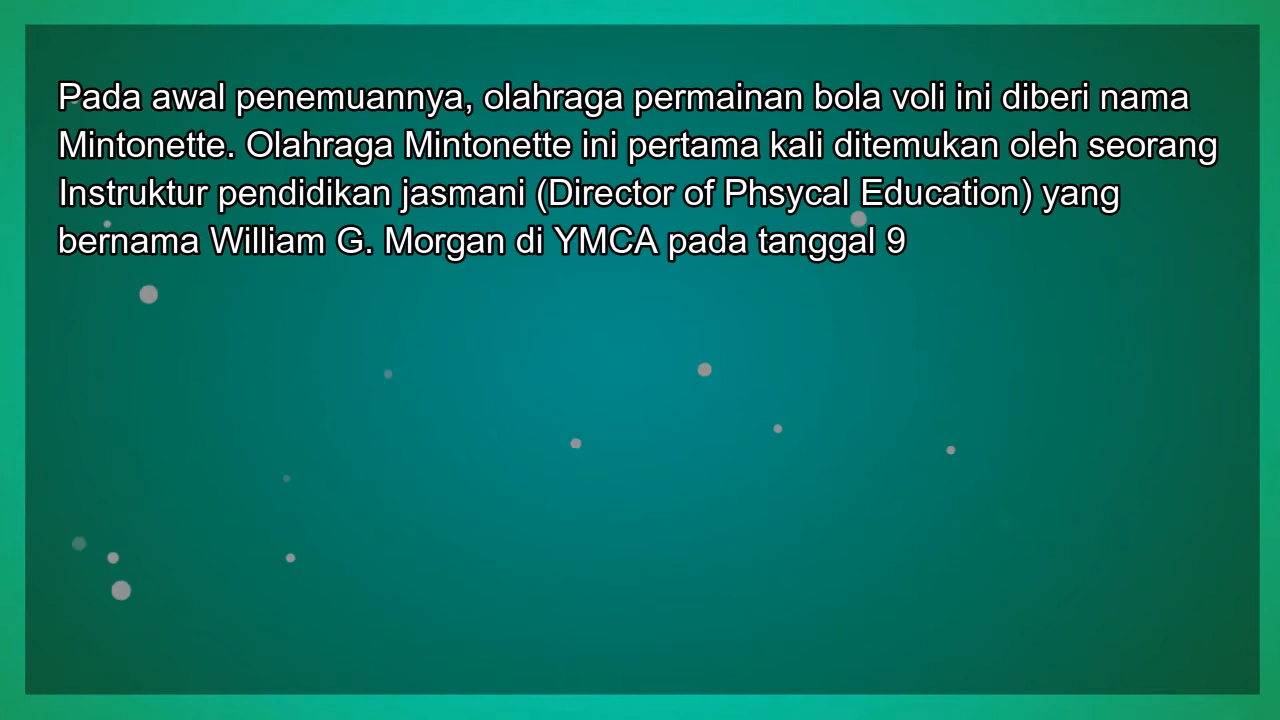 Pada awal penemuannya, olahraga permainan bola voli ini diberi nama
Mintonette. Olahraga Mintonette ini pertama kali ditemukan oleh seorang
Instruktur pendidikan jasmani (Director of Phsycal Education) yang
bernama William G. Morgan di YMCA pada tanggal 9